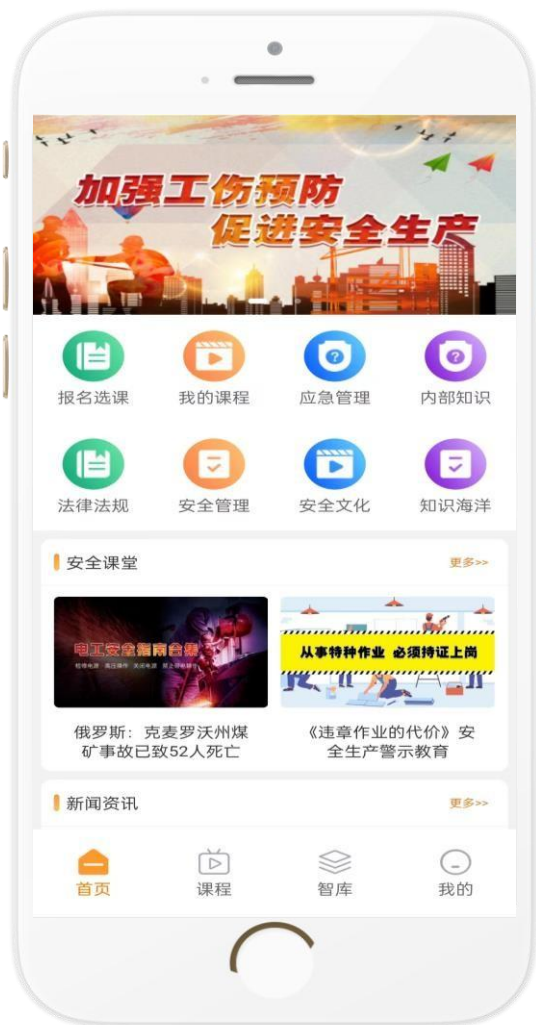 加强工伤预防
促进安全生产
报名选课 我的课程 应急管理 内部知识
法律法规 安全管理 安全文化 知识海洋
安全课堂 更多>>
电工安全指南合集
从事特种作业 必须持证上岗
俄罗斯：克麦罗沃州煤
矿事故已致52人死亡
《违章作业的代价》安
全生产警示教育
新闻资讯 更多>>
首页 课程 智库 我的